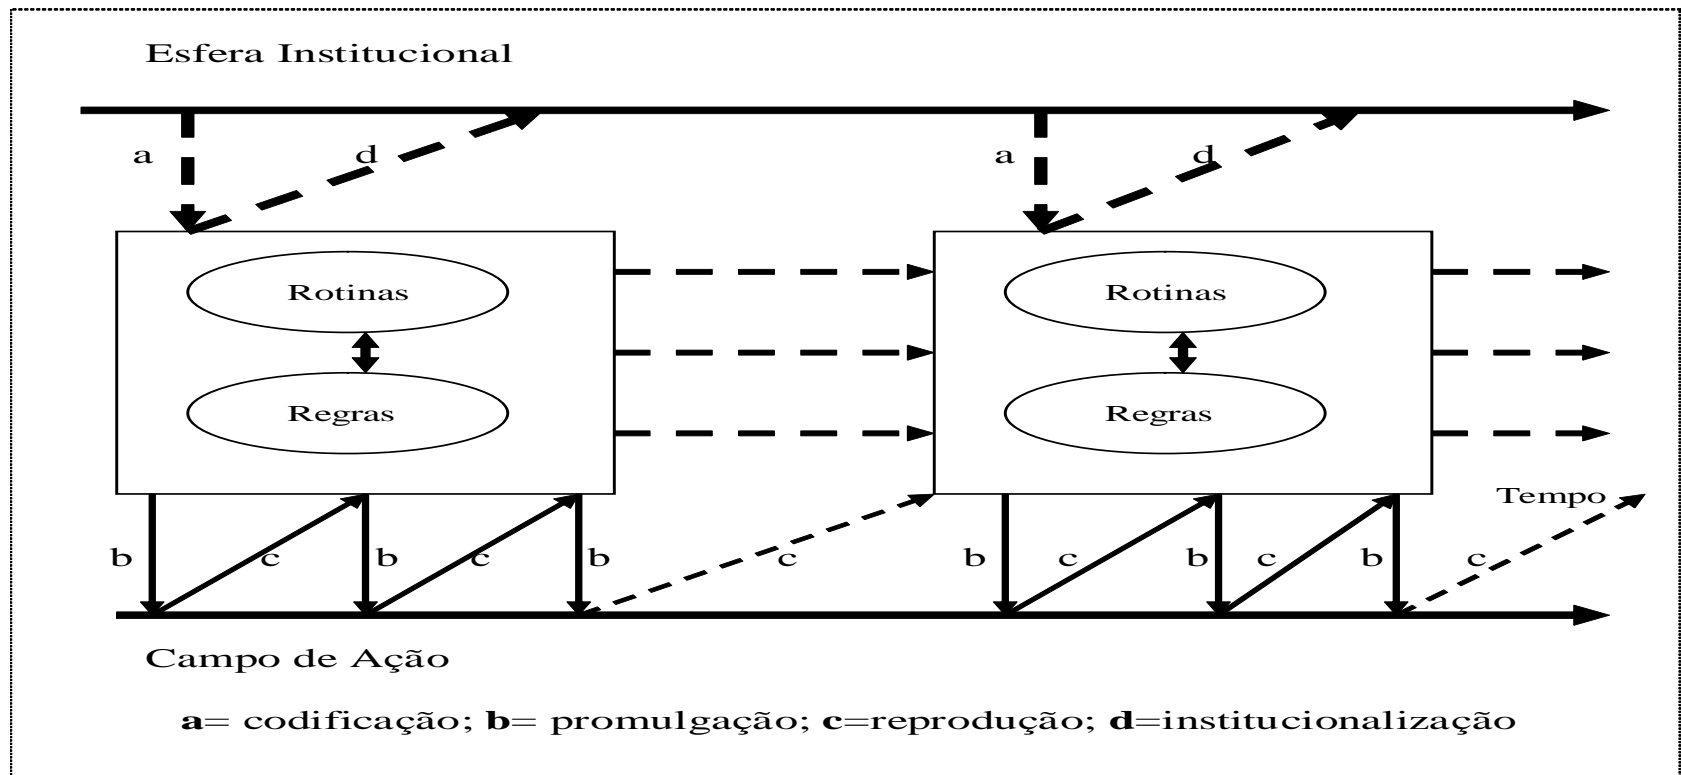 Esfera Institucional
a d a d
Rotinas Rotinas
Regras Regras
Tempo
b c b c b c b c b c b c
Campo de Ação
a= codificação; b= promulgação; c=reprodução; d=institucionalização